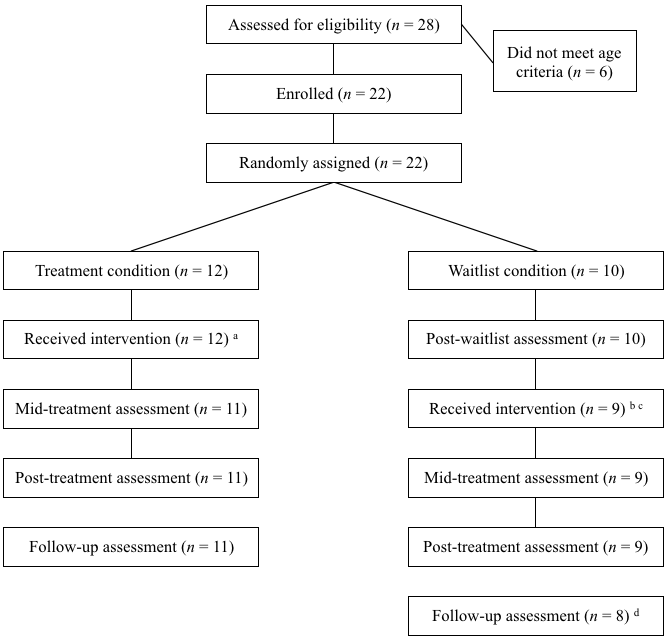 Assessed for eligibility (n = 28)
Did not meet age
criteria (n = 6)
Enrolled (n = 22)
Randomly assigned (n = 22)
Treatment condition (n = 12)
Received intervention (n = 12) a
Mid-treatment assessment (n = 11)
Post-treatment assessment (n = 11)
Follow-up assessment (n = 11)
Waitlist condition (n = 10)
Post-waitlist assessment (n = 10)
Received intervention (n = 9) b c
Mid-treatment assessment (n = 9)
Post-treatment assessment (n = 9)
Follow-up assessment (n = 8) d